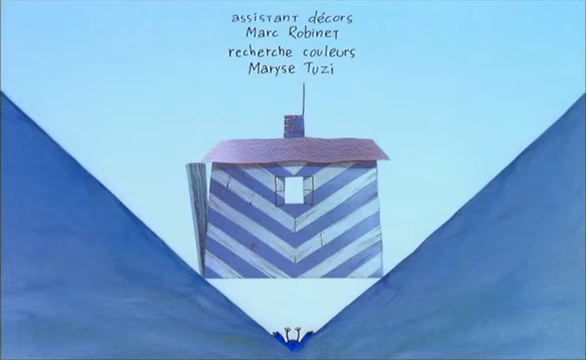 assistant décors
Marc Robinet
recherche couleurs
Maryse Tuzi